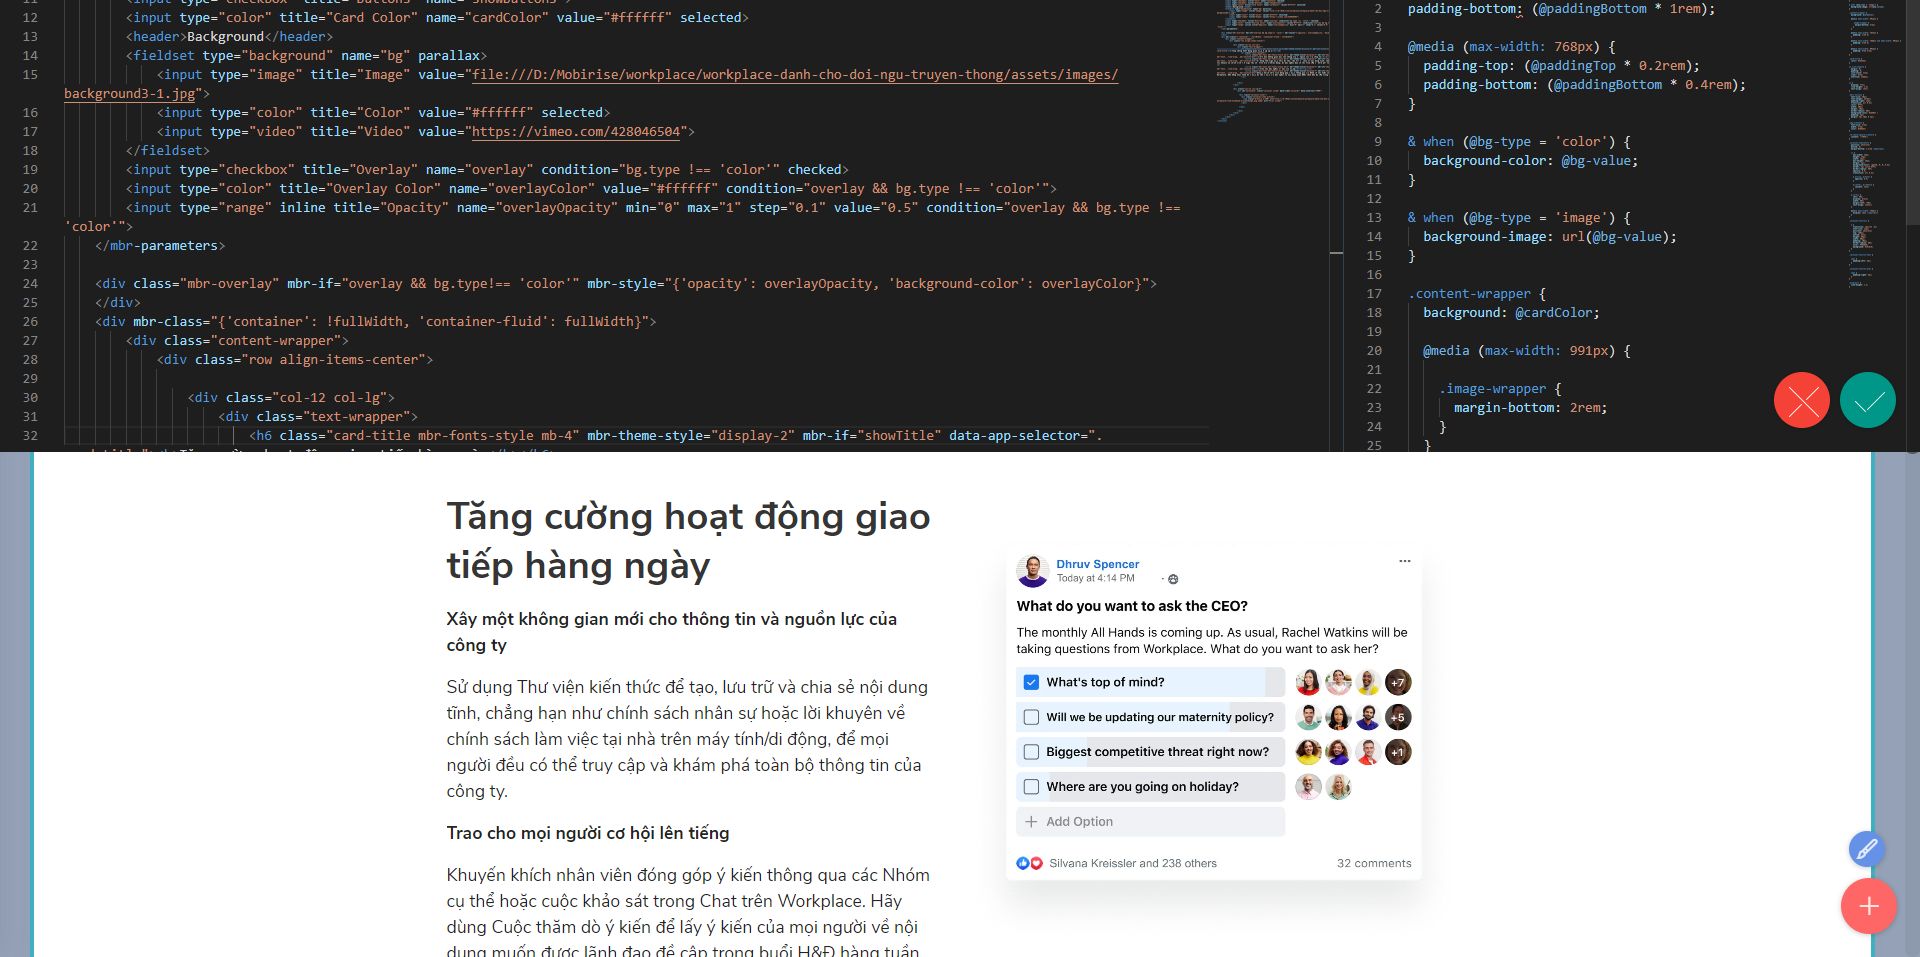 11 <input type="checkbox" title="Buttons" name="showButtons">
12 <input type="color" title="Card Color" name="cardColor" value="#ffffff" selected>
13 <header>Background</header>
14 <fieldset type="background" name="bg" parallax>
15 <input type="image" title="Image" value="file:///D:/Mobirise/workplace/workplace-danh-cho-doi-ngu-truyen-thong/assets/images/
background3-1.jpg">
16 <input type="color" title="Color" value="#ffffff" selected>
17 <input type="video" title="Video" value="https://vimeo.com/428046504">
18 </fieldset>
19 <input type="checkbox" title="Overlay" name="overlay" condition="bg.type !== 'color'" checked>
20 <input type="color" title="Overlay Color" name="overlayColor" value="#ffffff" condition="overlay && bg.type !== 'color'">
21 <input type="range" inline title="Opacity" name="overlayOpacity" min="0" max="1" step="0.1" value="0.5" condition="overlay && bg.type !==
'color'">
22 </mbr-parameters>
23
24 <div class="mbr-overlay" mbr-if="overlay && bg.type!== 'color'" mbr-style="{'opacity': overlayOpacity, 'background-color': overlayColor}">
25 </div>
26 <div mbr-class="{'container': !fullWidth, 'container-fluid': fullWidth}">
27 <div class="content-wrapper">
28 <div class="row align-items-center">
29
30 <div class="col-12 col-lg">
31 <div class="text-wrapper">
32 <h6 class="card-title mbr-fonts-style mb-4" mbr-theme-style="display-2" mbr-if="showTitle" data-app-selector=".
2 padding-bottom: (@paddingBottom * 1rem);
3
4 @media (max-width: 768px) {
5 padding-top: (@paddingTop * 0.2rem);
6 padding-bottom: (@paddingBottom * 0.4rem);
7 }
8
9 & when (@bg-type = 'color') {
10 background-color: @bg-value;
11 }
12
13 & when (@bg-type = 'image') {
14 background-image: url(@bg-value);
15 }
16
17 .content-wrapper {
18 background: @cardColor;
19
20 @media (max-width: 991px) {
21
22 .image-wrapper {
23 margin-bottom: 2rem;
24 }
25 }
Tăng cường hoạt động giao
tiếp hàng ngày
Xây một không gian mới cho thông tin và nguồn lực của
công ty
Sử dụng Thư viện kiến thức để tạo, lưu trữ và chia sẻ nội dung
tĩnh, chẳng hạn như chính sách nhân sự hoặc lời khuyên về
chính sách làm việc tại nhà trên máy tính/di động, để mọi
người đều có thể truy cập và khám phá toàn bộ thông tin của
công ty.
Trao cho mọi người cơ hội lên tiếng
Khuyến khích nhân viên đóng góp ý kiến thông qua các Nhóm
cụ thể hoặc cuộc khảo sát trong Chat trên Workplace. Hãy
dùng Cuộc thăm dò ý kiến để lấy ý kiến của mọi người về nội
dung muốn được lãnh đạo đề cập trong buổi H&Đ hàng tuần
Dhruv Spencer
Today at 4:14 PM
What do you want to ask the CEO?
The monthly All Hands is coming up. As usual, Rachel Watkins will be
taking questions from Workplace. What do you want to ask her?
What's top of mind? +7
Will we be updating our maternity policy? +5
Biggest competitive threat right now? +1
Where are you going on holiday?
+ Add Option
Silvana Kreissler and 238 others 32 comments